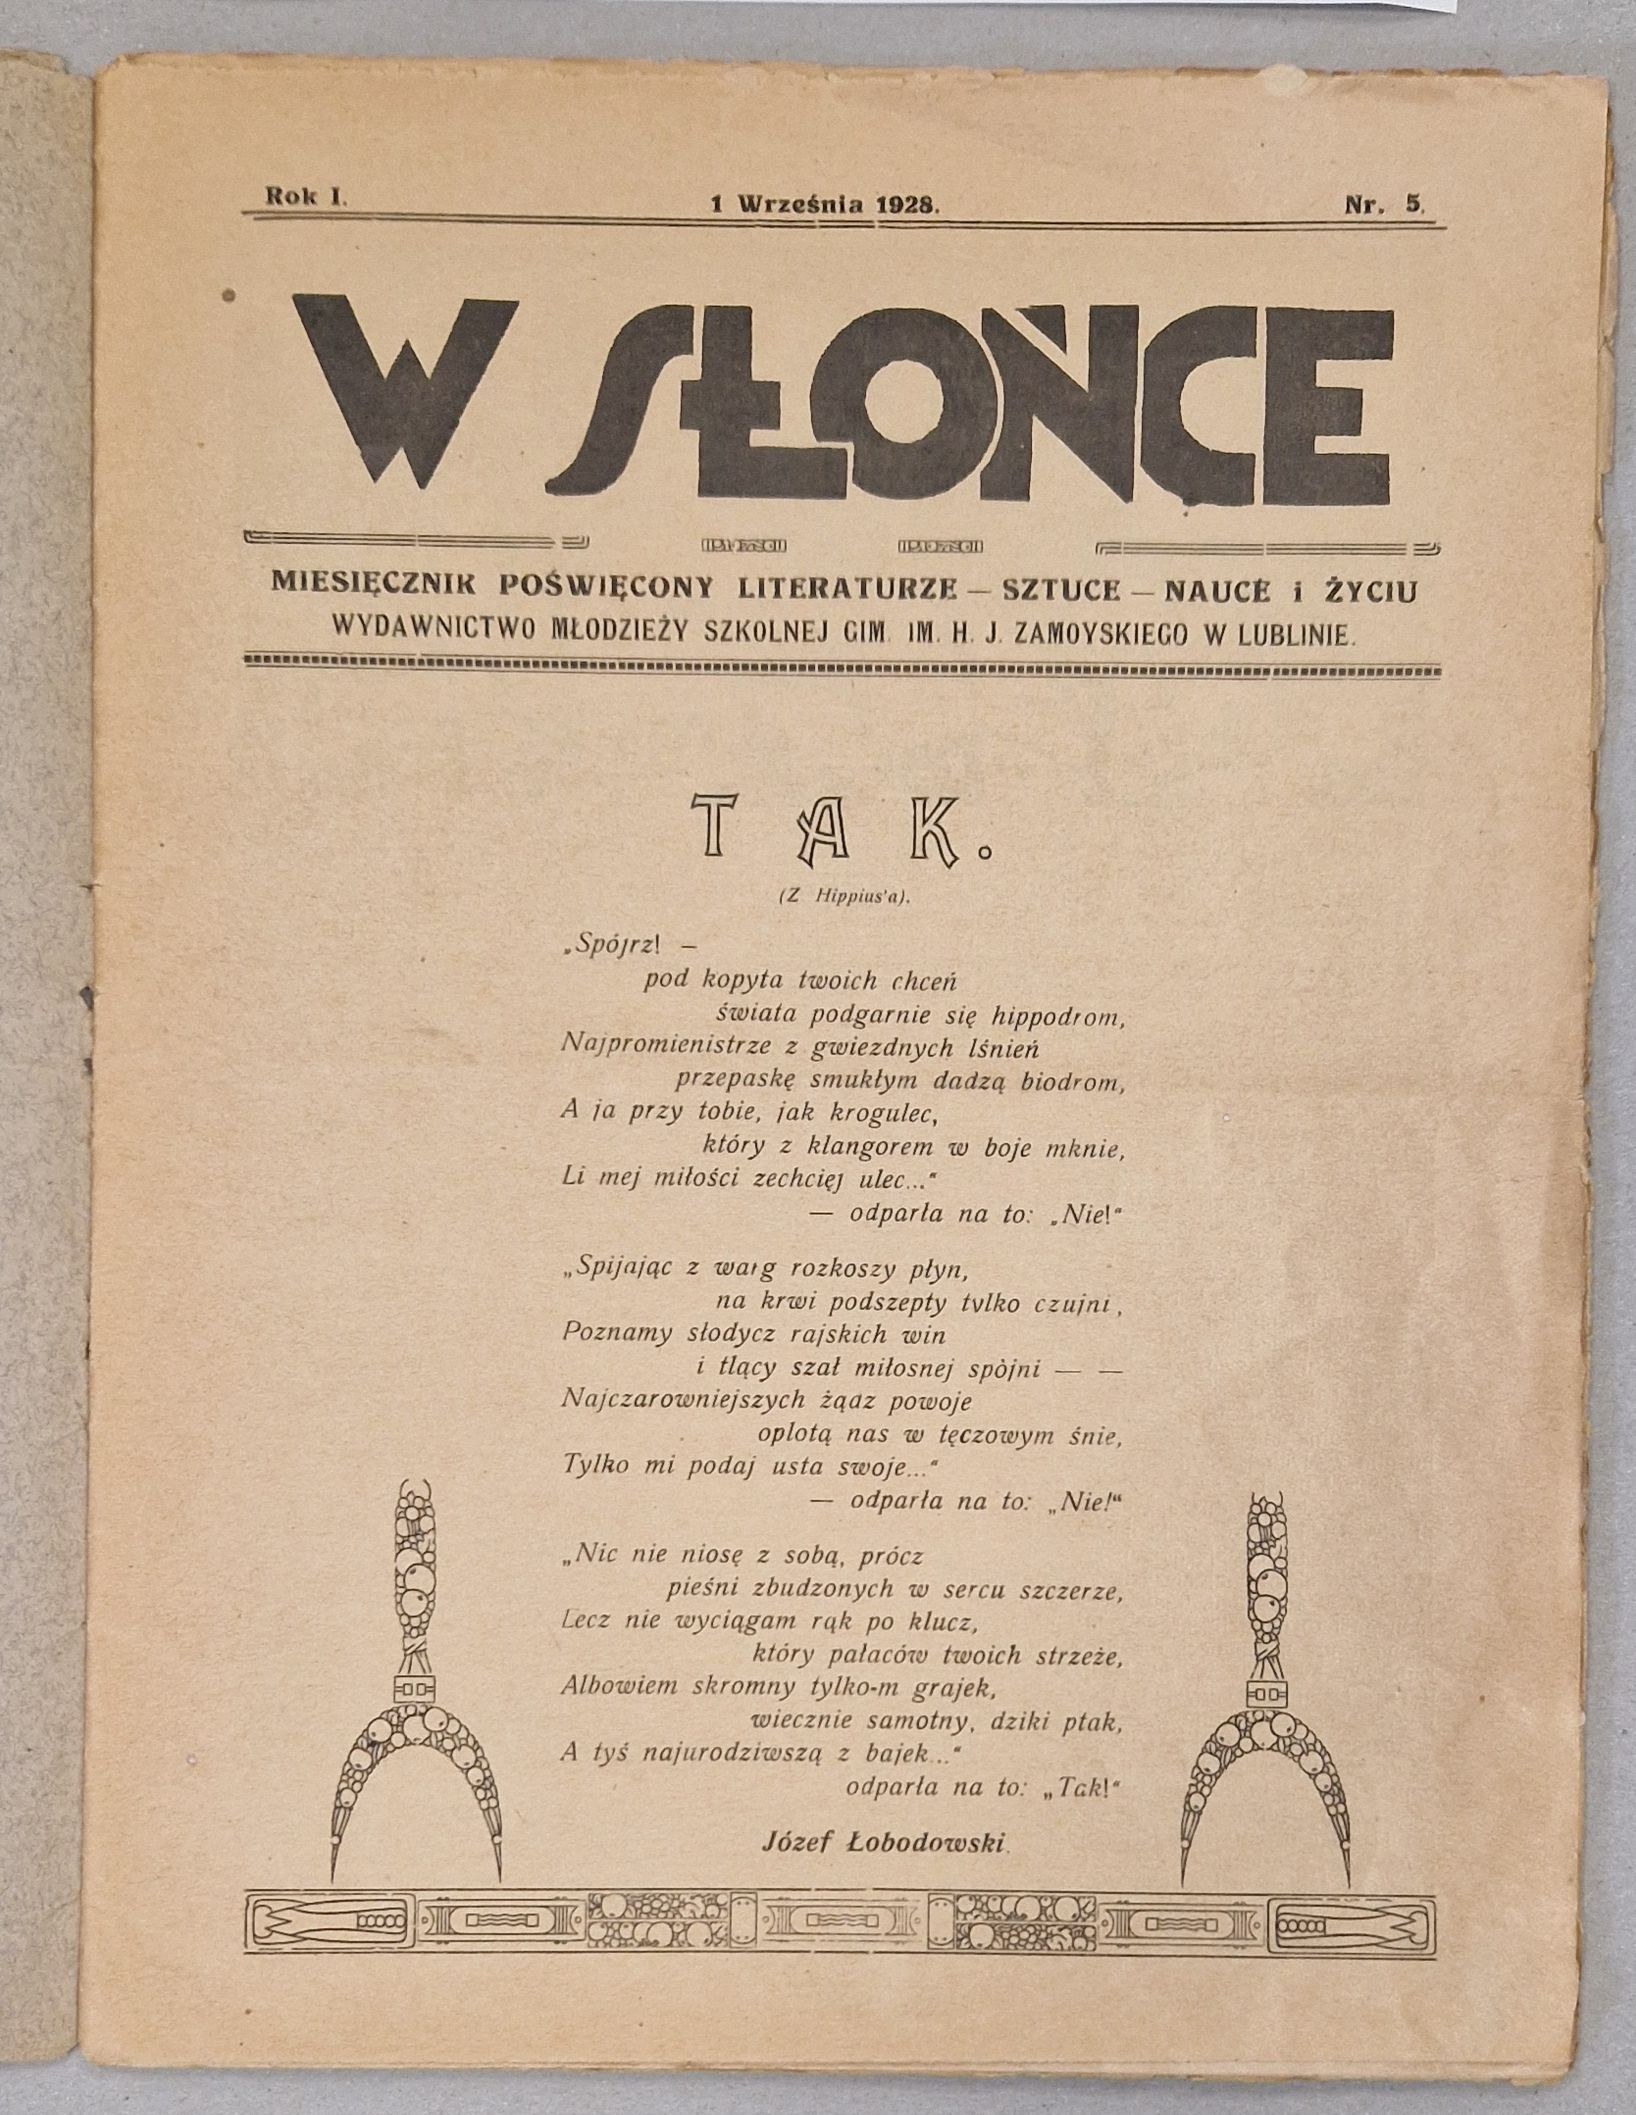 Rok I.
1 Września 1928.
Nr. 5.
W SŁOŃCE
MIESIĘCZNIK POŚWIĘCONY LITERATURZE — SZTUCE — NAUCE i ŻYCIU
WYDAWNICTWO MŁODZIEŻY SZKOLNEJ GIM. IM. H. J. ZAMOYSKIEGO W LUBLINIE.
TAK.
(Z Hippius'a).
„Spójrz! —
pod kopyta twoich chceń
świata podgarnie się hippodrom,
Najpromienistrze z gwiezdnych lśnień
przepaskę smukłym dadzą biodrom,
A ja przy tobie, jak krogulec,
który z klangorem w boje mknie,
Li mej miłości zechciej ulec...“
— odparła na to: „Nie!“
„Spijając z warg rozkoszy płyn,
na krwi podszepty tylko czujni,
Poznamy słodycz rajskich win
i tlący szał miłosnej spòjni — —
Najczarowniejszych żądz powoje
oplotą nas w tęczowym śnie,
Tylko mi podaj usta swoje...“
— odparła na to: „Nie!“
„Nic nie niosę z sobą, prócz
pieśni zbudzonych w sercu szczerze,
Lecz nie wyciągam rąk po klucz,
który pałaców twoich strzeże,
Albowiem skromny tylko-m grajek,
wiecznie samotny, dziki ptak,
A tyś najurodziwszą z bajek...“
odparła na to: „Tak!“
Józef Łobodowski.